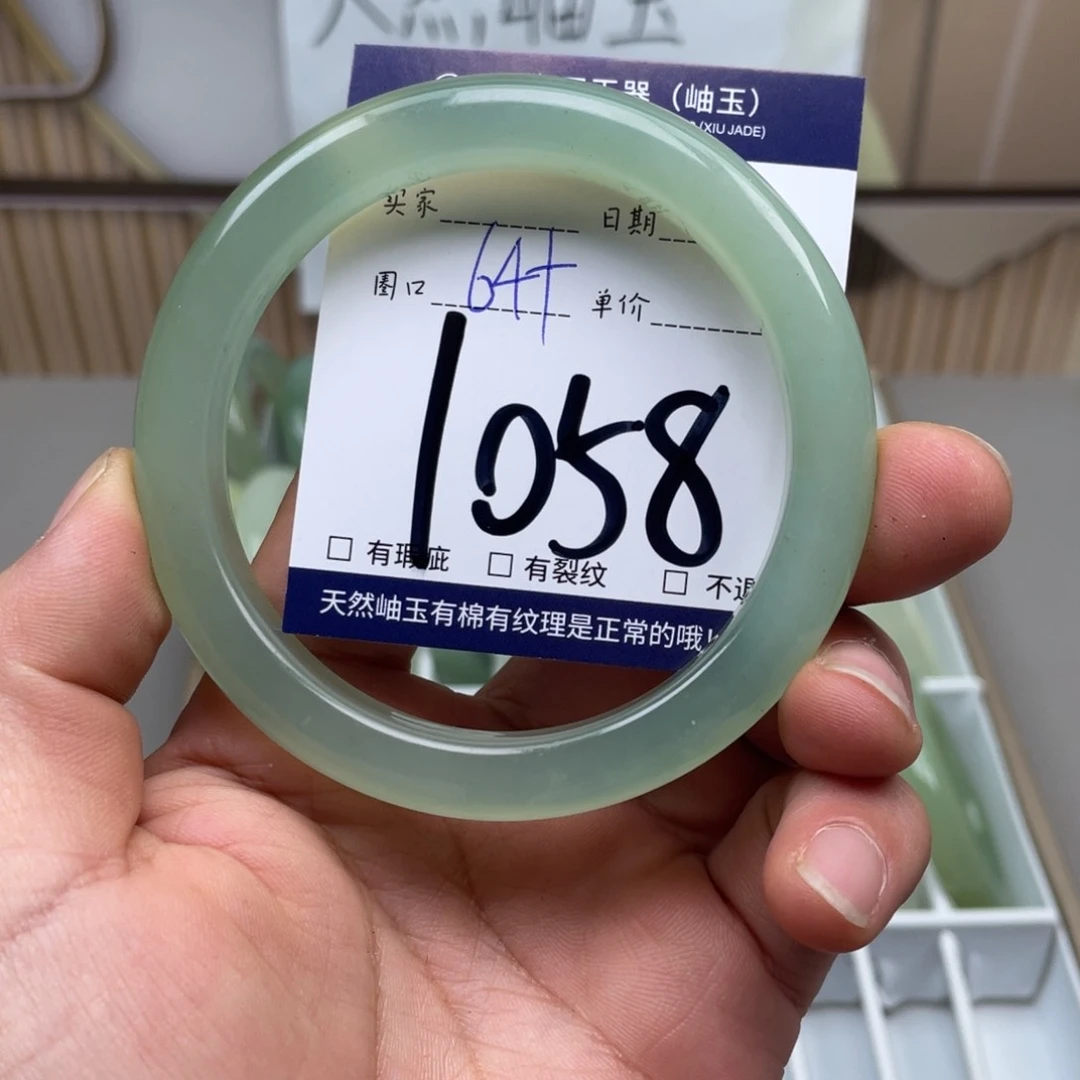 天然岫玉
器（岫玉）
(XIU JADE)
买家 日期
圈口 64+ 单价
1058
□ 有瑕疵 □ 有裂纹 □ 不退
天然岫玉有棉有纹理是正常的哦！